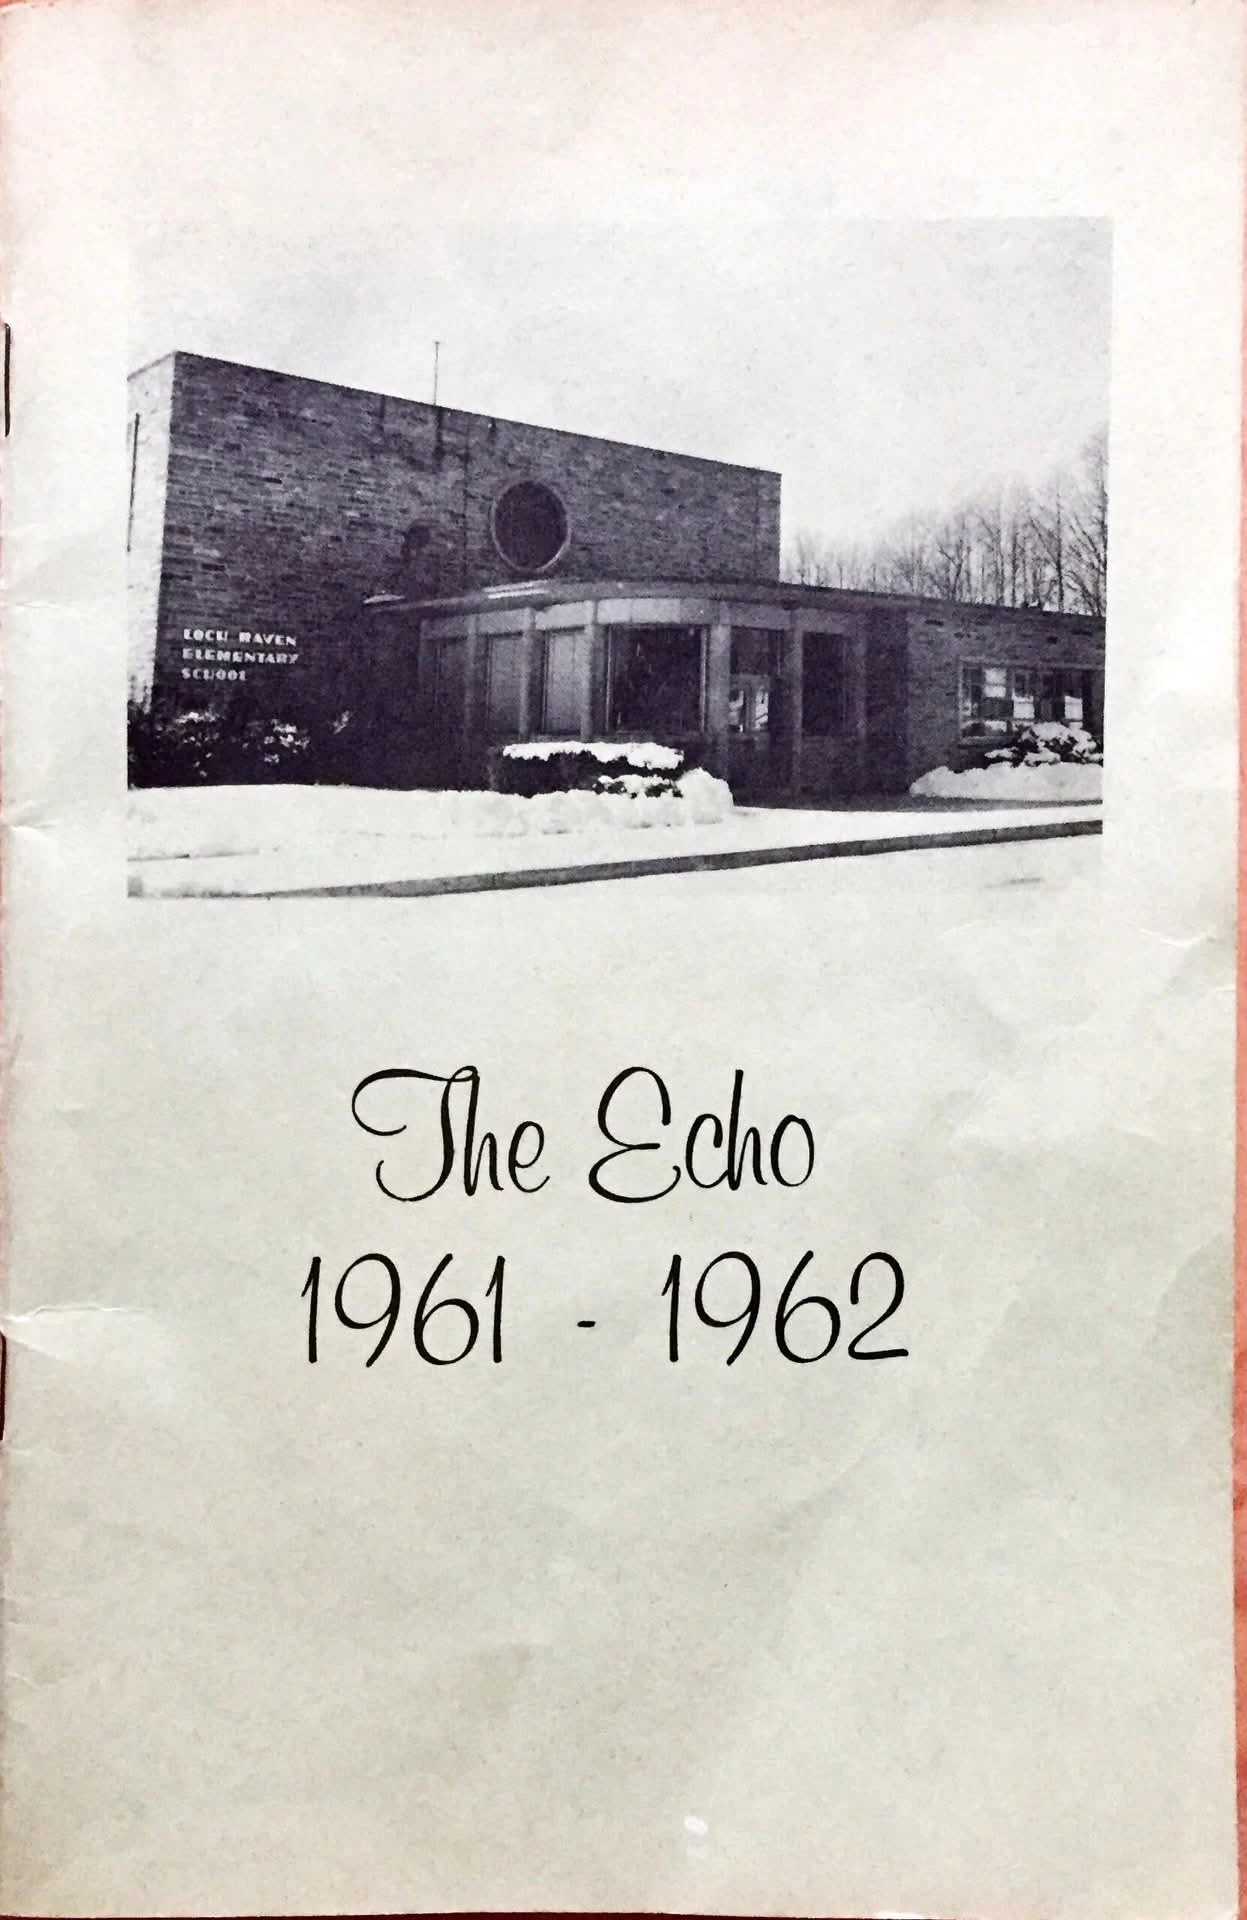 LOCH RAVEN
ELEMENTARY
SCHOOL
The Echo
1961 - 1962